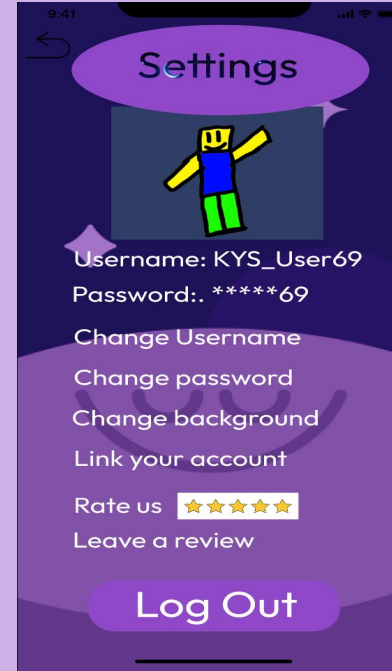 9:41
Settings
Username: KYS_User69
Password:. *****69
Change Username
Change password
Change background
Link your account
Rate us
Leave a review
Log Out